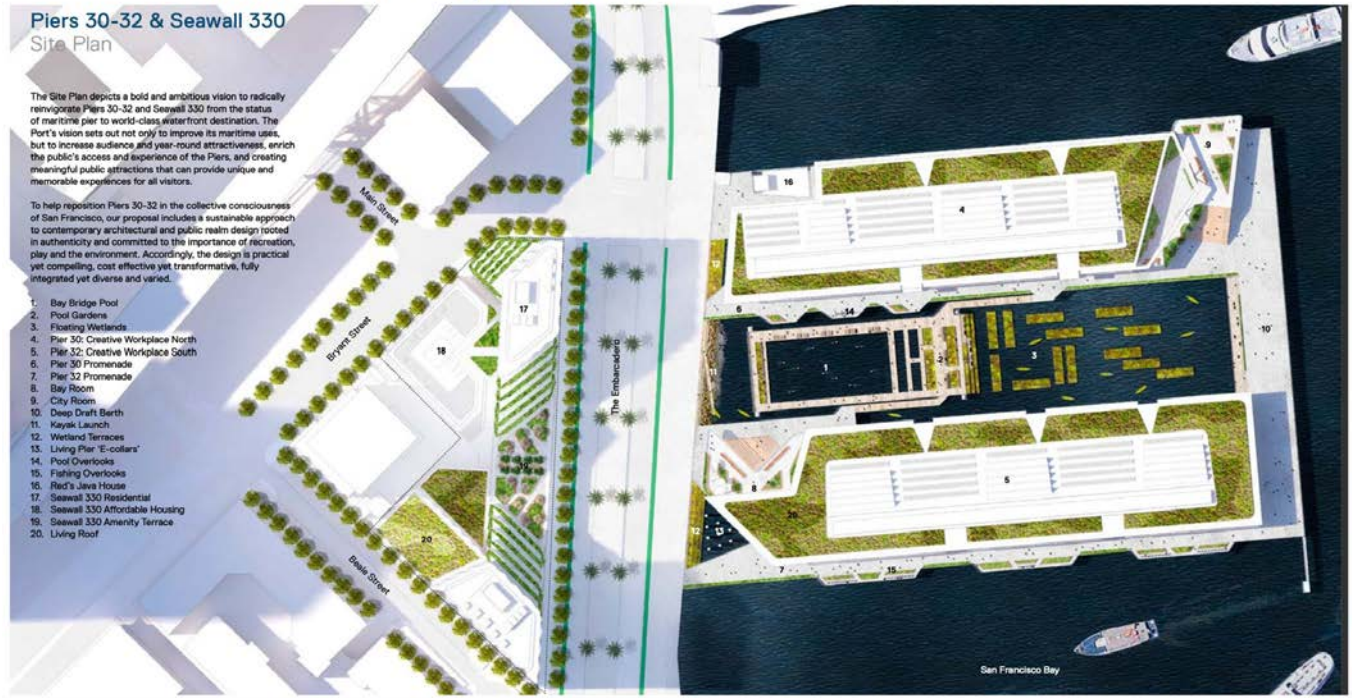 Piers 30-32 & Seawall 330
Site Plan
The Site Plan depicts a bold and ambitious vision to radically
reinvigorate Piers 30-32 and Seawall 330 from the status
of maritime pier to world-class waterfront destination. The
Port's vision sets out not only to improve its maritime uses,
but to increase audience and year-round attractiveness, enrich
the public's access and experience of the Piers, and creating
meaningful public attractions that can provide unique and
memorable experiences for all visitors.
To help reposition Piers 30-32 in the collective consciousness
of San Francisco, our proposal includes a sustainable approach
to contemporary architectural and public realm design rooted
in authenticity and committed to the importance of recreation,
play and the environment. Accordingly, the design is practical
yet compelling, cost effective yet transformative, fully
integrated yet diverse and varied.
1. Bay Bridge Pool
2. Pool Gardens
3. Floating Wetlands
4. Pier 30: Creative Workplace North
5. Pier 32: Creative Workplace South
6. Pier 30 Promenade
7. Pier 32 Promenade
8. Bay Room
9. City Room
10. Deep Draft Berth
11. Kayak Launch
12. Wetland Terraces
13. Living Pier 'E-collars'
14. Pool Overlooks
15. Fishing Overlooks
16. Red's Java House
17. Seawall 330 Residential
18. Seawall 330 Affordable Housing
19. Seawall 330 Amenity Terrace
20. Living Roof
Main Street
Bryant Street
Beale Street
The Embarcadero
17
18
19
20
16
9
4
12
6
14
10
11
1
2
3
1
8
5
20
12
13
7
15
San Francisco Bay